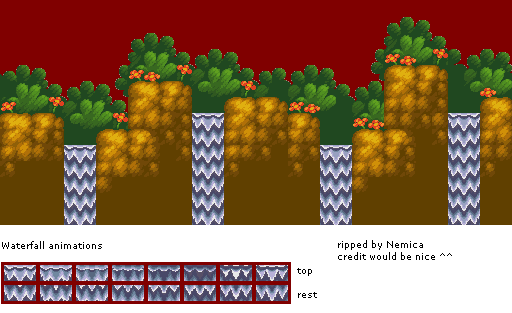 Waterfall animations
ripped by Nemica
credit would be nice ^^
top
rest